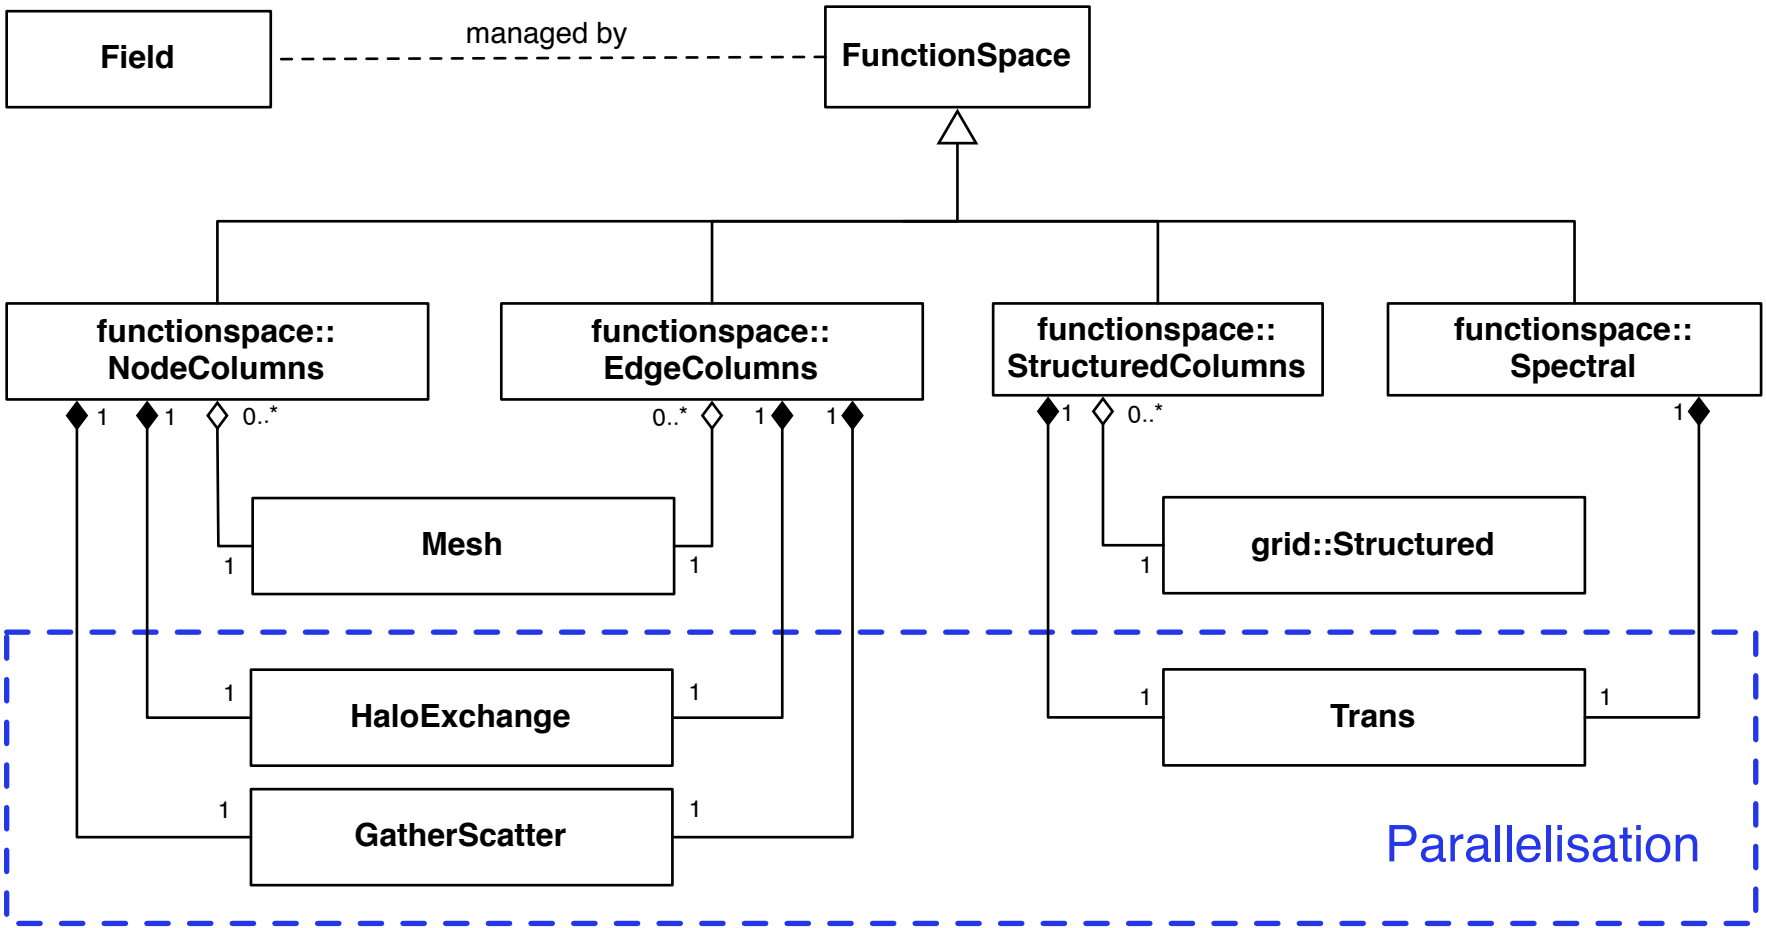 Field
managed by
FunctionSpace
functionspace::
NodeColumns
functionspace::
EdgeColumns
functionspace::
StructuredColumns
functionspace::
Spectral
1
1
0..*
0..*
1
1
1
0..*
1
Mesh
1
1
grid::Structured
1
HaloExchange
1
1
Trans
1
1
GatherScatter
1
1
Parallelisation